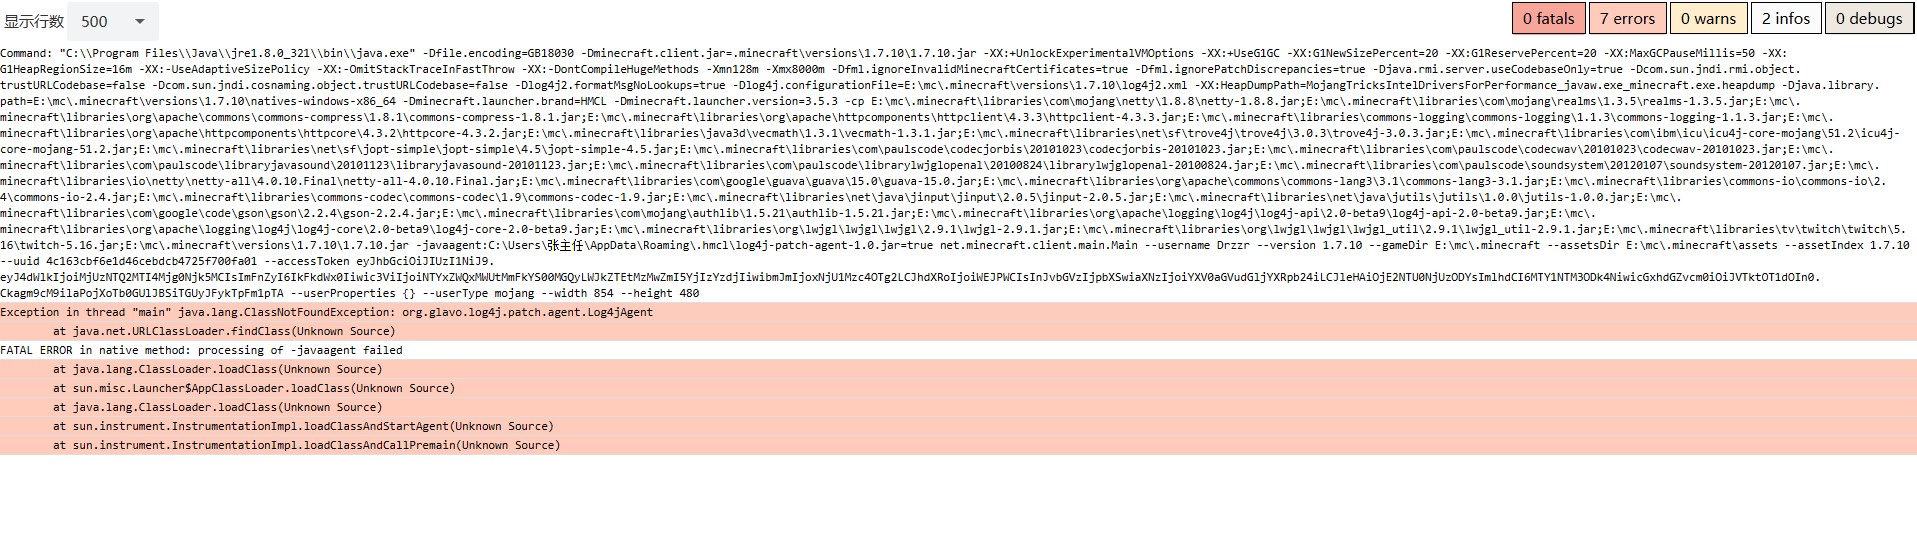 显示行数 500
0 fatals 7 errors 0 warns 2 infos 0 debugs
Command: "C:\\Program Files\\Java\\jre1.8.0_321\\bin\\java.exe" -Dfile.encoding=GB18030 -Dminecraft.client.jar=.minecraft\versions\1.7.10\1.7.10.jar -XX:+UnlockExperimentalVMOptions -XX:+UseG1GC -XX:G1NewSizePercent=20 -XX:G1ReservePercent=20 -XX:MaxGCPauseMillis=50 -XX:
G1HeapRegionSize=16m -XX:-UseAdaptiveSizePolicy -XX:-OmitStackTraceInFastThrow -XX:-DontCompileHugeMethods -Xmn128m -Xmx8000m -Dfml.ignoreInvalidMinecraftCertificates=true -Dfml.ignorePatchDiscrepancies=true -Djava.rmi.server.useCodebaseOnly=true -Dcom.sun.jndi.rmi.object.
trustURLCodebase=false -Dcom.sun.jndi.cosnaming.object.trustURLCodebase=false -Dlog4j2.formatMsgNoLookups=true -Dlog4j.configurationFile=E:\mc\.minecraft\versions\1.7.10\log4j2.xml -XX:HeapDumpPath=MojangTricksIntelDriversForPerformance_javaw.exe_minecraft.exe.heapdump -Djava.library.
path=E:\mc\.minecraft\versions\1.7.10\natives-windows-x86_64 -Dminecraft.launcher.brand=HMCL -Dminecraft.launcher.version=3.5.3 -cp E:\mc\.minecraft\libraries\com\mojang\netty\1.8.8\netty-1.8.8.jar;E:\mc\.minecraft\libraries\com\mojang\realms\1.3.5\realms-1.3.5.jar;E:\mc\.
minecraft\libraries\org\apache\commons\commons-compress\1.8.1\commons-compress-1.8.1.jar;E:\mc\.minecraft\libraries\org\apache\httpcomponents\httpclient\4.3.3\httpclient-4.3.3.jar;E:\mc\.minecraft\libraries\commons-logging\commons-logging\1.1.3\commons-logging-1.1.3.jar;E:\mc\.
minecraft\libraries\org\apache\httpcomponents\httpcore\4.3.2\httpcore-4.3.2.jar;E:\mc\.minecraft\libraries\java3d\vecmath\1.3.1\vecmath-1.3.1.jar;E:\mc\.minecraft\libraries\net\sf\trove4j\trove4j\3.0.3\trove4j-3.0.3.jar;E:\mc\.minecraft\libraries\com\ibm\icu\icu4j-core-mojang\51.2\icu4j-
core-mojang-51.2.jar;E:\mc\.minecraft\libraries\net\sf\jopt-simple\jopt-simple\4.5\jopt-simple-4.5.jar;E:\mc\.minecraft\libraries\com\paulscode\codecjorbis\20101023\codecjorbis-20101023.jar;E:\mc\.minecraft\libraries\com\paulscode\codecwav\20101023\codecwav-20101023.jar;E:\mc\.
minecraft\libraries\com\paulscode\libraryjavasound\20101123\libraryjavasound-20101123.jar;E:\mc\.minecraft\libraries\com\paulscode\librarylwjglopenal\20100824\librarylwjglopenal-20100824.jar;E:\mc\.minecraft\libraries\com\paulscode\soundsystem\20120107\soundsystem-20120107.jar;E:\mc\.
minecraft\libraries\io\netty\netty-all\4.0.10.Final\netty-all-4.0.10.Final.jar;E:\mc\.minecraft\libraries\com\google\guava\guava\15.0\guava-15.0.jar;E:\mc\.minecraft\libraries\org\apache\commons\commons-lang3\3.1\commons-lang3-3.1.jar;E:\mc\.minecraft\libraries\commons-io\commons-io\2.
4\commons-io-2.4.jar;E:\mc\.minecraft\libraries\commons-codec\commons-codec\1.9\commons-codec-1.9.jar;E:\mc\.minecraft\libraries\net\java\jinput\jinput\2.0.5\jinput-2.0.5.jar;E:\mc\.minecraft\libraries\net\java\jutils\jutils\1.0.0\jutils-1.0.0.jar;E:\mc\.
minecraft\libraries\com\google\code\gson\gson\2.2.4\gson-2.2.4.jar;E:\mc\.minecraft\libraries\com\mojang\authlib\1.5.21\authlib-1.5.21.jar;E:\mc\.minecraft\libraries\org\apache\logging\log4j\log4j-api\2.0-beta9\log4j-api-2.0-beta9.jar;E:\mc\.
minecraft\libraries\org\apache\logging\log4j\log4j-core\2.0-beta9\log4j-core-2.0-beta9.jar;E:\mc\.minecraft\libraries\org\lwjgl\lwjgl\lwjgl\2.9.1\lwjgl-2.9.1.jar;E:\mc\.minecraft\libraries\org\lwjgl\lwjgl\lwjgl_util\2.9.1\lwjgl_util-2.9.1.jar;E:\mc\.minecraft\libraries\tv\twitch\twitch\5.
16\twitch-5.16.jar;E:\mc\.minecraft\versions\1.7.10\1.7.10.jar -javaagent:C:\Users\张主任\AppData\Roaming\.hmcl\log4j-patch-agent-1.0.jar=true net.minecraft.client.main.Main --username Drzzr --version 1.7.10 --gameDir E:\mc\.minecraft --assetsDir E:\mc\.minecraft\assets --assetIndex 1.7.10
--uuid 4c163cbf6e1d46cebdcb4725f700fa01 --accessToken eyJhbGciOiJIUzI1NiJ9.
--userProperties {} --userType mojang --width 854 --height 480
Exception in thread "main" java.lang.ClassNotFoundException: org.glavo.log4j.patch.agent.Log4jAgent
at java.net.URLClassLoader.findClass(Unknown Source)
FATAL ERROR in native method: processing of -javaagent failed
at java.lang.ClassLoader.loadClass(Unknown Source)
at sun.misc.Launcher$AppClassLoader.loadClass(Unknown Source)
at java.lang.ClassLoader.loadClass(Unknown Source)
at sun.instrument.InstrumentationImpl.loadClassAndStartAgent(Unknown Source)
at sun.instrument.InstrumentationImpl.loadClassAndCallPremain(Unknown Source)